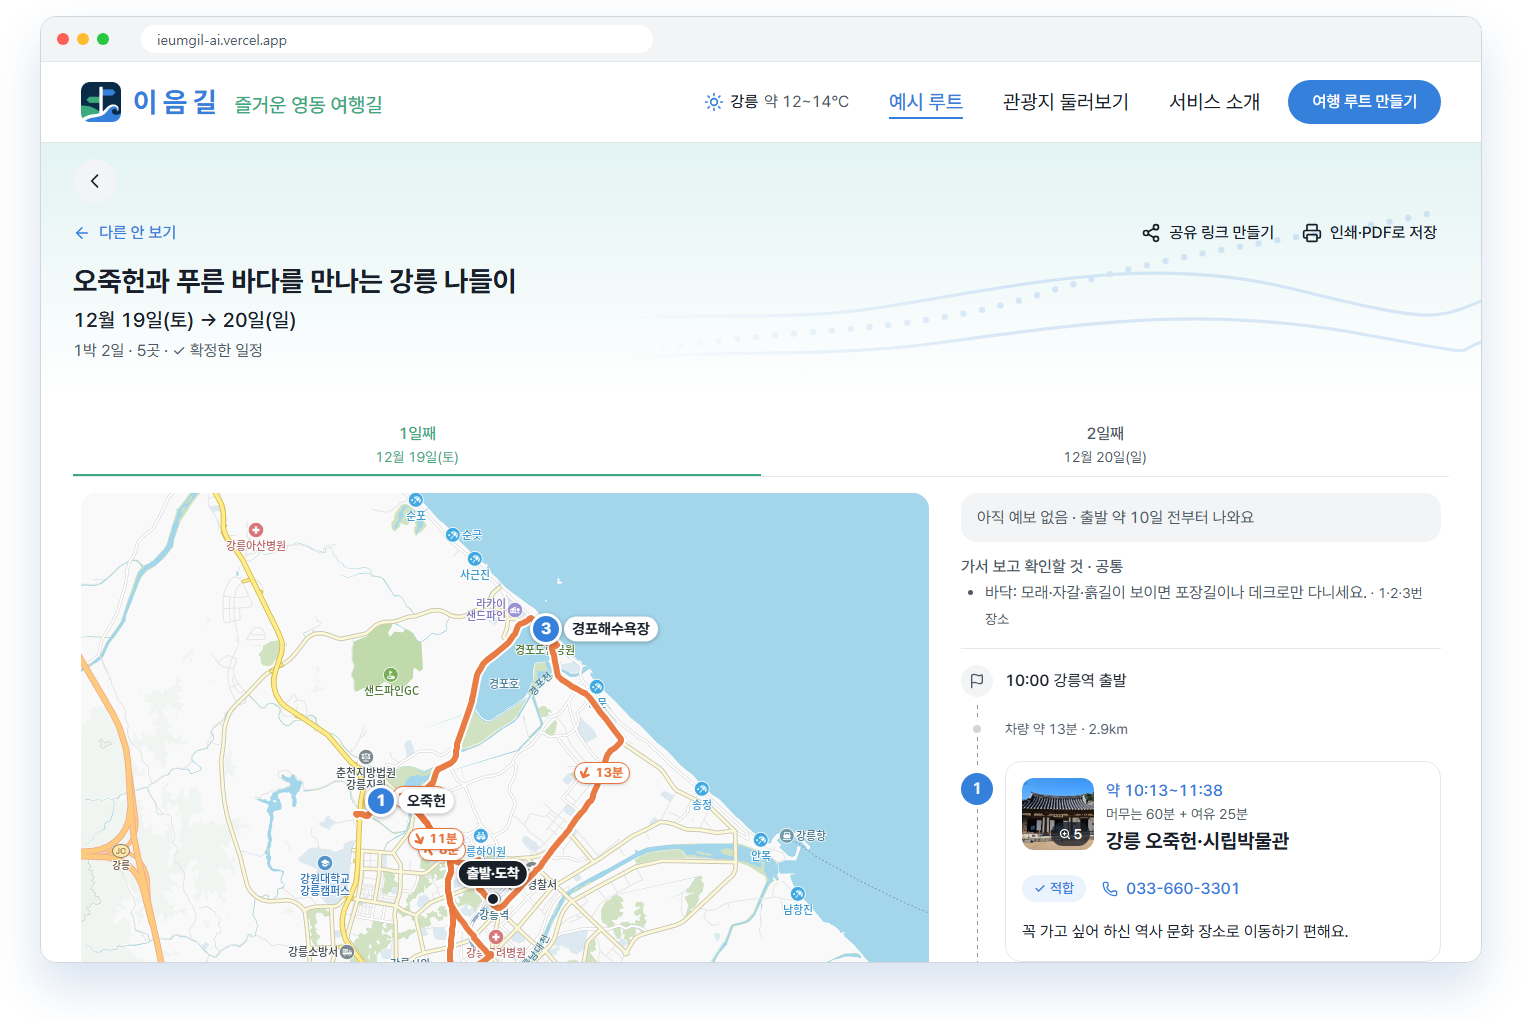 ieumgil-ai.vercel.app
이음길 즐거운 영동 여행길
강릉 약 12~14°C
예시 루트
관광지 둘러보기
서비스 소개
여행 루트 만들기
다른 안 보기
공유 링크 만들기
인쇄·PDF로 저장
오죽헌과 푸른 바다를 만나는 강릉 나들이
12월 19일(토) → 20일(일)
1박 2일 · 5곳 · ✓ 확정한 일정
1일째
12월 19일(토)
2일째
12월 20일(일)
순포
순긋
강릉아산병원
사근진
라카이
샌드파인
3 경포해수욕장
경포호
경포천
샌드파인GC
춘천지방법원
강릉지원
1 오죽헌
13분
송정
11분
강릉항
안목
JC
강릉
강원대학교
강릉캠퍼스
출발·도착
경찰서
강릉역
남항진
강릉소방서
아직 예보 없음 · 출발 약 10일 전부터 나와요
가서 보고 확인할 것 · 공통
• 바닥: 모래·자갈·흙길이 보이면 포장길이나 데크로만 다니세요. · 1·2·3번
장소
10:00 강릉역 출발
차량 약 13분 · 2.9km
1
약 10:13~11:38
머무는 60분 + 여유 25분
강릉 오죽헌·시립박물관
5
✓ 적합
033-660-3301
꼭 가고 싶어 하신 역사 문화 장소로 이동하기 편해요.